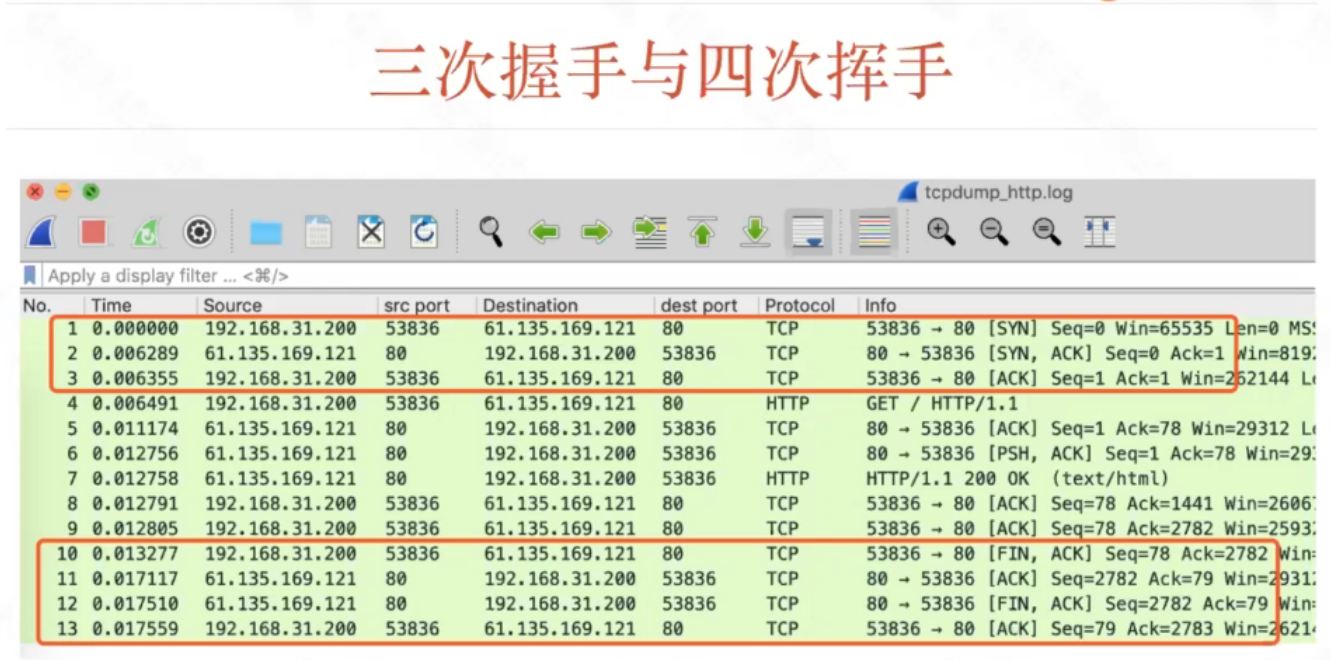 三次握手与四次挥手
tcpdump_http.log
Apply a display filter ... <⌘/>
No. Time Source src port Destination dest port Protocol Info
1 0.000000 192.168.31.200 53836 61.135.169.121 80 TCP 53836 → 80 [SYN] Seq=0 Win=65535 Len=0 MSS
2 0.006289 61.135.169.121 80 192.168.31.200 53836 TCP 80 → 53836 [SYN, ACK] Seq=0 Ack=1 Win=8192
3 0.006355 192.168.31.200 53836 61.135.169.121 80 TCP 53836 → 80 [ACK] Seq=1 Ack=1 Win=262144
4 0.006491 192.168.31.200 53836 61.135.169.121 80 HTTP GET / HTTP/1.1
5 0.011174 61.135.169.121 80 192.168.31.200 53836 TCP 80 → 53836 [ACK] Seq=1 Ack=78 Win=29312
6 0.012756 61.135.169.121 80 192.168.31.200 53836 TCP 80 → 53836 [PSH, ACK] Seq=1 Ack=78
7 0.012758 61.135.169.121 80 192.168.31.200 53836 HTTP HTTP/1.1 200 OK (text/html)
8 0.012791 192.168.31.200 53836 61.135.169.121 80 TCP 53836 → 80 [ACK] Seq=78 Ack=1441
9 0.012805 192.168.31.200 53836 61.135.169.121 80 TCP 53836 → 80 [ACK] Seq=78 Ack=2782
10 0.013277 192.168.31.200 53836 61.135.169.121 80 TCP 53836 → 80 [FIN, ACK] Seq=78 Ack=2782 Win=
11 0.017117 61.135.169.121 80 192.168.31.200 53836 TCP 80 → 53836 [ACK] Seq=2782 Ack=79
12 0.017510 61.135.169.121 80 192.168.31.200 53836 TCP 80 → 53836 [FIN, ACK] Seq=2782 Ack=79 Win=
13 0.017559 192.168.31.200 53836 61.135.169.121 80 TCP 53836 → 80 [ACK] Seq=79 Ack=2783